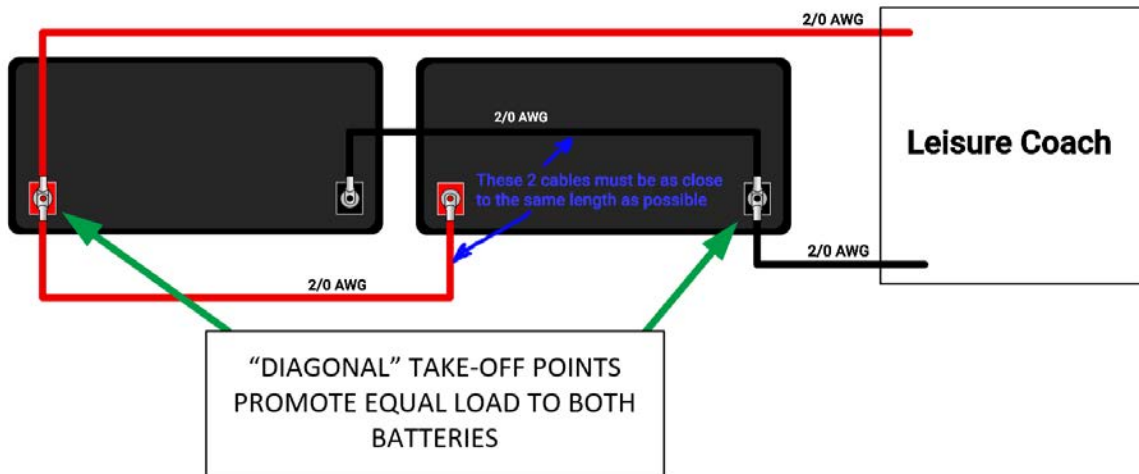 2/0 AWG
2/0 AWG
Leisure Coach
These 2 cables must be as close
to the same length as possible
2/0 AWG
2/0 AWG
“DIAGONAL” TAKE-OFF POINTS
PROMOTE EQUAL LOAD TO BOTH
BATTERIES